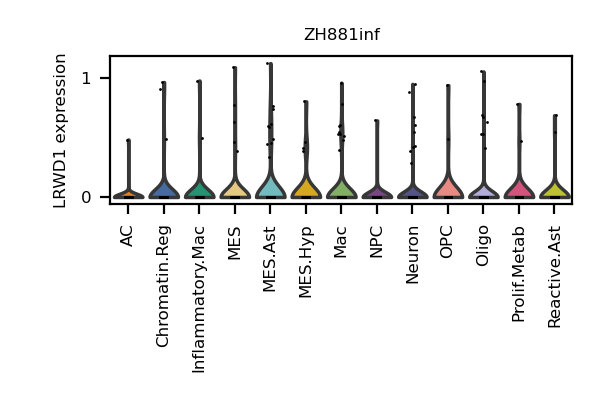 ZH881inf
LRWD1 expression
1
0
AC
Chromatin.Reg
Inflammatory.Mac
MES
MES.Ast
MES.Hyp
Mac
NPC
Neuron
OPC
Oligo
Prolif.Metab
Reactive.Ast